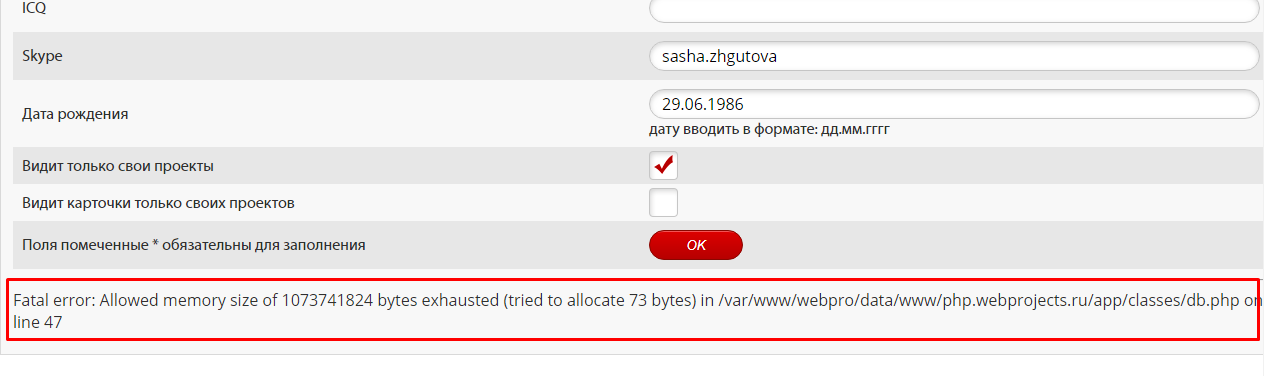 ICQ
Skype
sasha.zhgutova
Дата рождения
29.06.1986
дату вводить в формате: дд.мм.гггг
Видит только свои проекты
Видит карточки только своих проектов
Поля помеченные * обязательны для заполнения
OK
Fatal error: Allowed memory size of 1073741824 bytes exhausted (tried to allocate 73 bytes) in /var/www/webpro/data/www/php.webprojects.ru/app/classes/db.php on
line 47